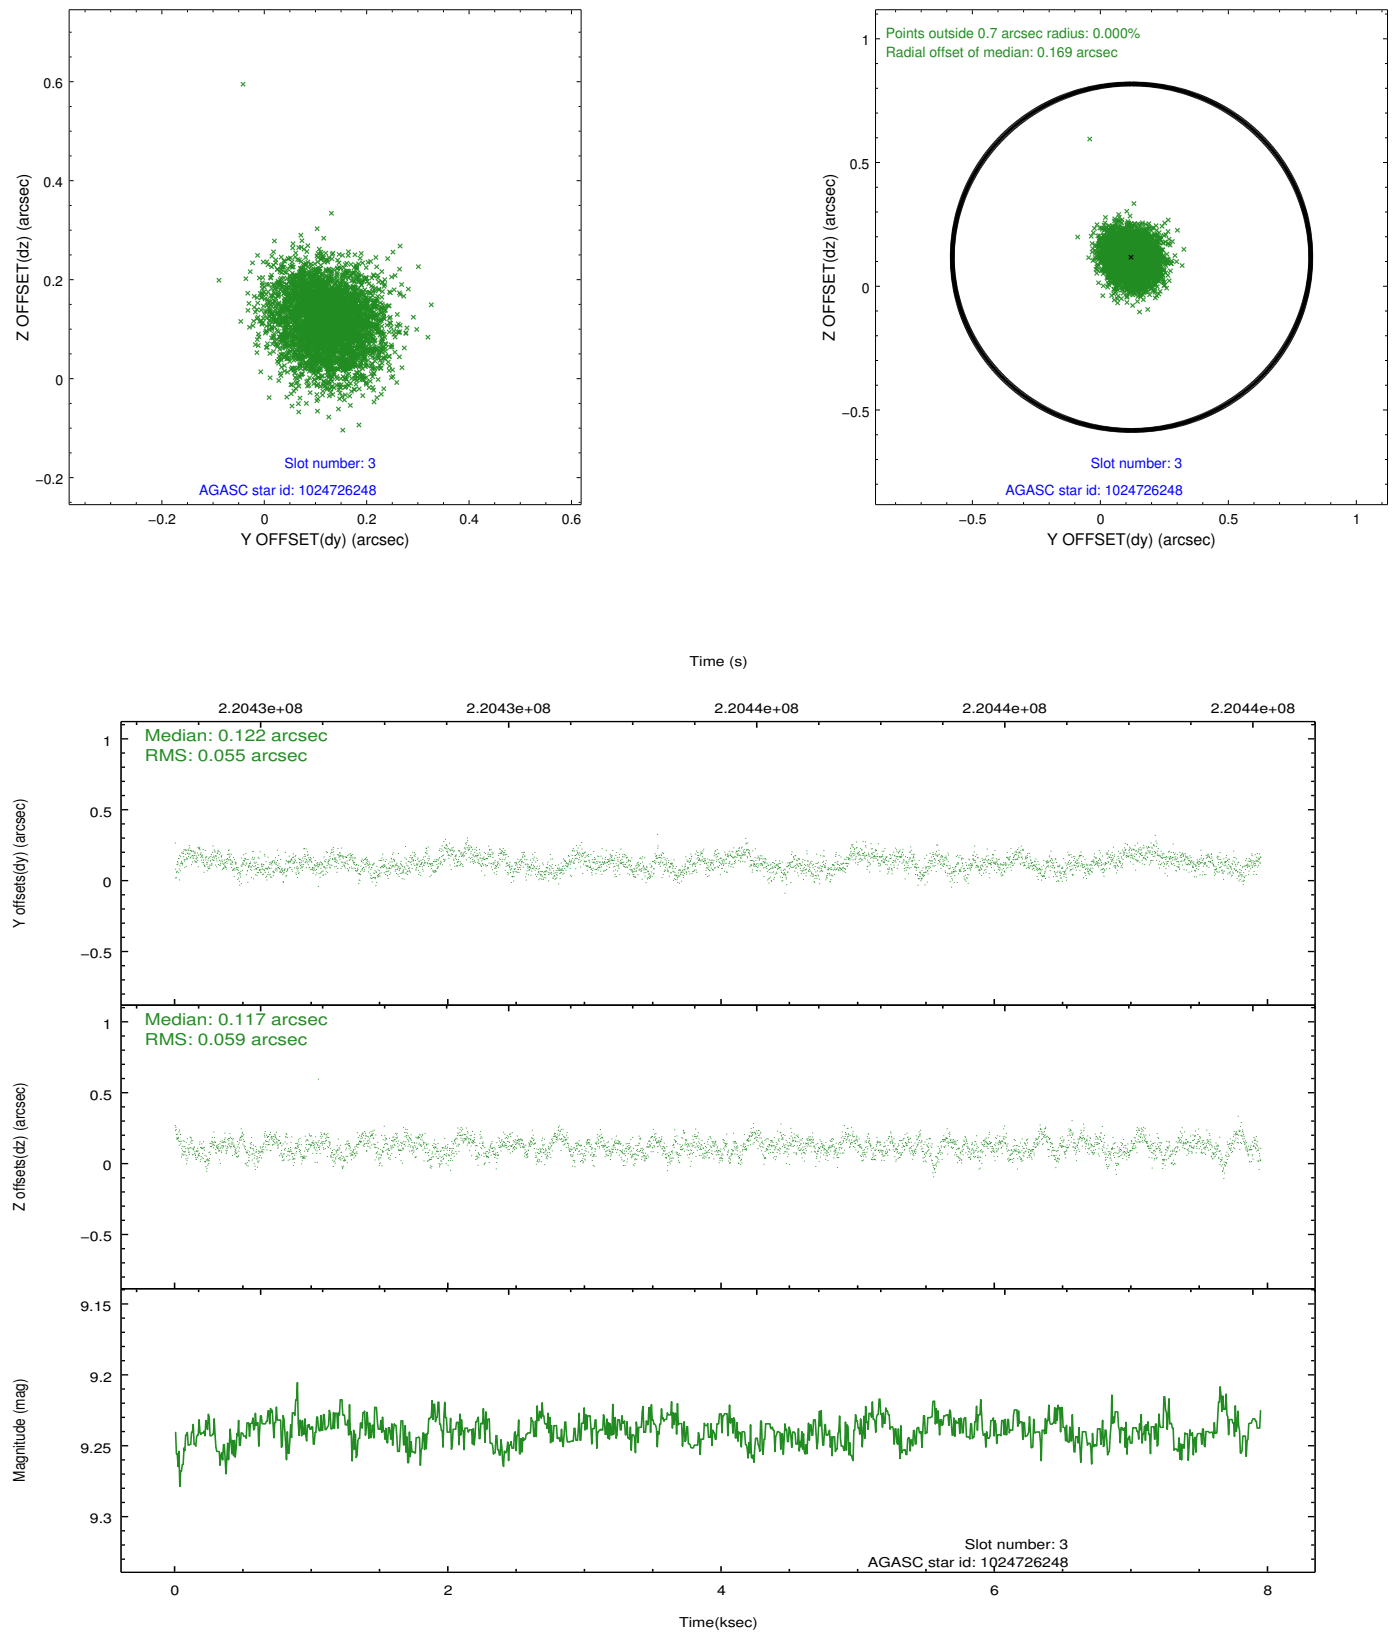 0.6
0.4
0.2
0
−0.2
Z OFFSET(dz) (arcsec)
Slot number: 3
AGASC star id: 1024726248
−0.2 0 0.2 0.4 0.6
Y OFFSET(dy) (arcsec)
Points outside 0.7 arcsec radius: 0.000%
Radial offset of median: 0.169 arcsec
1
0.5
0
−0.5
Z OFFSET(dz) (arcsec)
Slot number: 3
AGASC star id: 1024726248
−0.5 0 0.5 1
Y OFFSET(dy) (arcsec)
Time (s)
2.2043e+08 2.2043e+08 2.2044e+08 2.2044e+08 2.2044e+08
Median: 0.122 arcsec
RMS: 0.055 arcsec
1
0.5
0
−0.5
Y offsets(dy) (arcsec)
Median: 0.117 arcsec
RMS: 0.059 arcsec
1
0.5
0
−0.5
Z offsets(dz) (arcsec)
9.15
9.2
9.25
9.3
Magnitude (mag)
Slot number: 3
AGASC star id: 1024726248
0 2 4 6 8
Time(ksec)